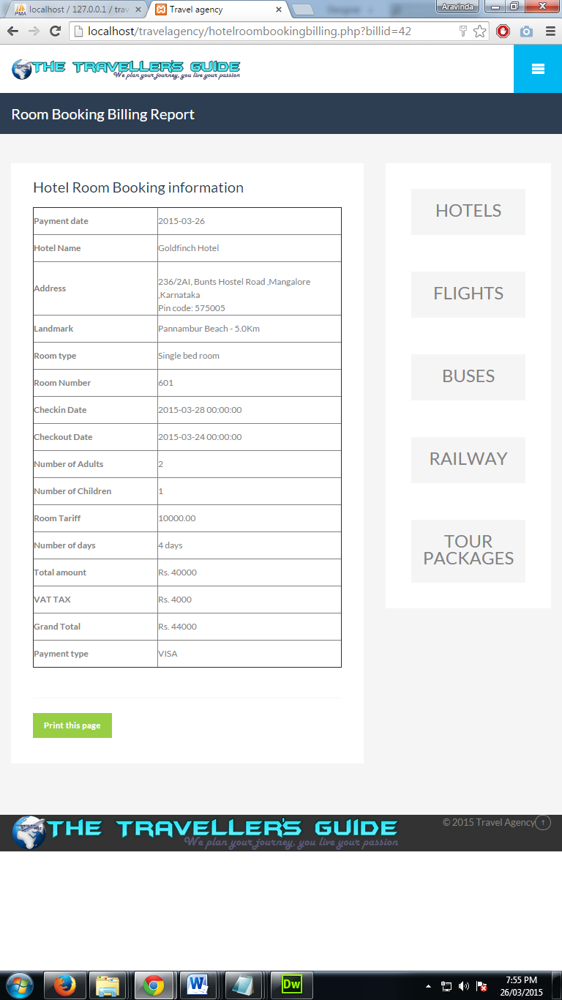 localhost / 127.0.0.1 / trav
Travel agency
Aravinda
localhost/travelagency/hotelroombookingbilling.php?billid=42
THE TRAVELLER'S GUIDE
We plan your journey, you live your passion
Room Booking Billing Report
Hotel Room Booking information
Payment date 2015-03-26
Hotel Name Goldfinch Hotel
Address 236/2AI, Bunts Hostel Road ,Mangalore
,Karnataka
Pin code: 575005
Landmark Pannambur Beach - 5.0Km
Room type Single bed room
Room Number 601
Checkin Date 2015-03-28 00:00:00
Checkout Date 2015-03-24 00:00:00
Number of Adults 2
Number of Children 1
Room Tariff 10000.00
Number of days 4 days
Total amount Rs. 40000
VAT TAX Rs. 4000
Grand Total Rs. 44000
Payment type VISA
Print this page
HOTELS
FLIGHTS
BUSES
RAILWAY
TOUR
PACKAGES
THE TRAVELLER'S GUIDE
We plan your journey, you live your passion
© 2015 Travel Agency
Dw
7:55 PM
26/03/2015